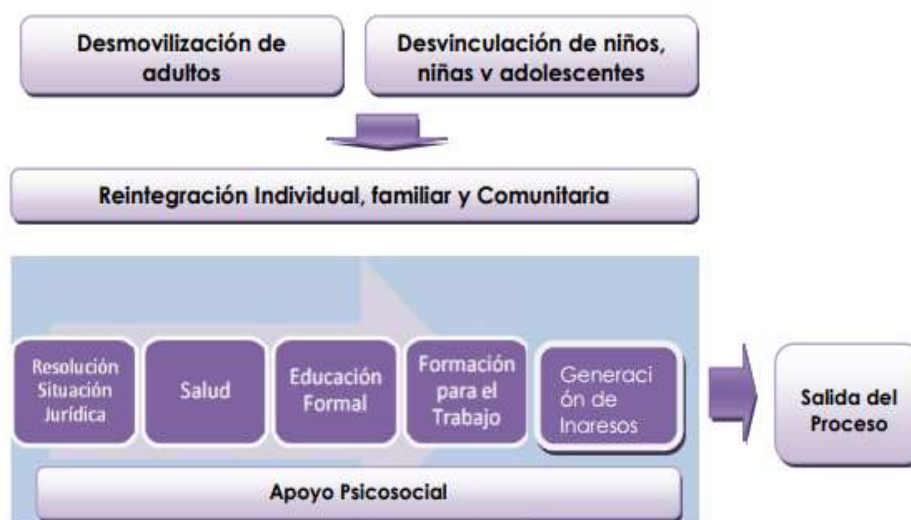 Desmovilización de
adultos
Desvinculación de niños,
niñas v adolescentes
Reintegración Individual, familiar y Comunitaria
Resolución
Situación
Jurídica
Salud
Educación
Formal
Formación
para el
Trabajo
Generaci
ón de
Inaresos
Salida del
Proceso
Apoyo Psicosocial